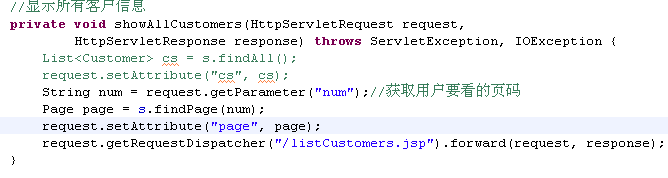 //显示所有客户信息
private void showAllCustomers(HttpServletRequest request,
HttpServletResponse response) throws ServletException, IOException {
List<Customer> cs = s.findAll();
request.setAttribute("cs", cs);
String num = request.getParameter("num");//获取用户要看的页码
Page page = s.findPage(num);
request.setAttribute("page", page);
request.getRequestDispatcher("/listCustomers.jsp").forward(request, response);
}